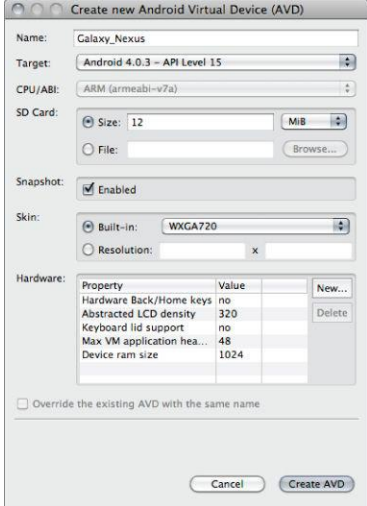 Create new Android Virtual Device (AVD)
Name: Galaxy_Nexus
Target: Android 4.0.3 – API Level 15
CPU/ABI: ARM (armeabi-v7a)
SD Card:
Size: 12 MiB
File: Browse...
Snapshot: Enabled
Skin:
Built-in: WXGA720
Resolution: x
Hardware:
Property Value New...
Hardware Back/Home keys no
Abstracted LCD density 320 Delete
Keyboard lid support no
Max VM application hea... 48
Device ram size 1024
Override the existing AVD with the same name
Cancel Create AVD